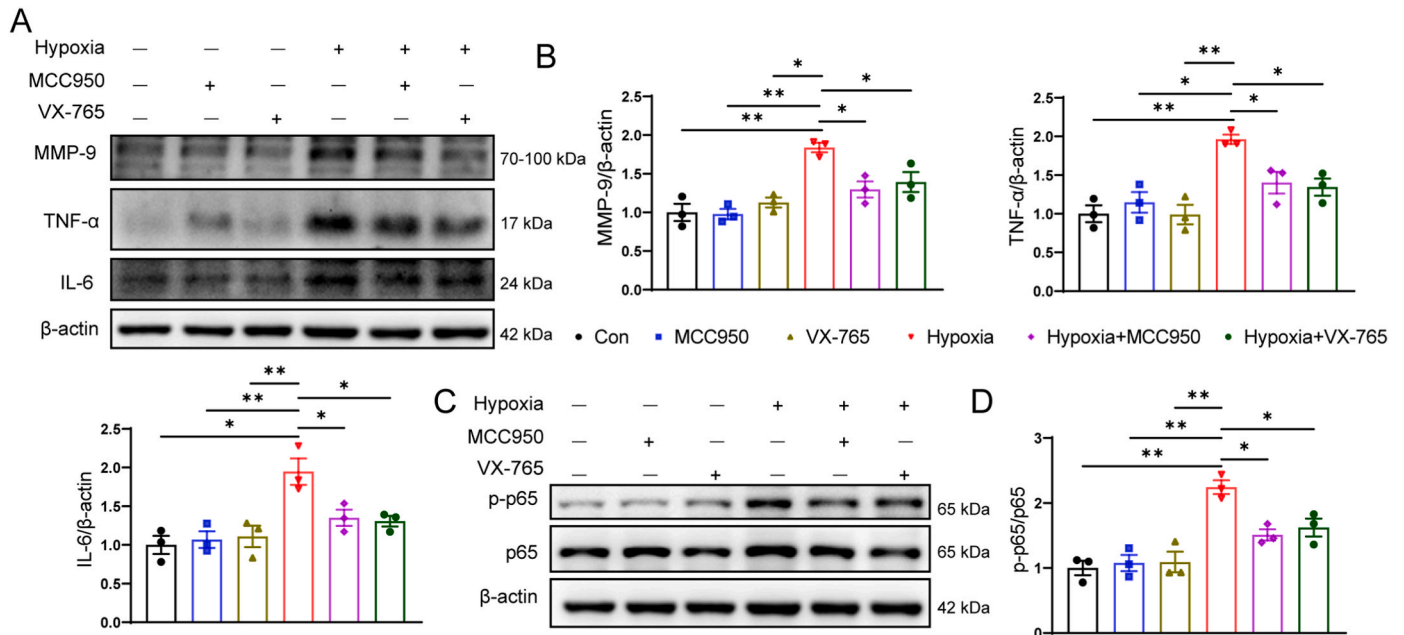 A
Hypoxia — — — + + +
MCC950 — + — — + —
VX-765 — — + — — +
MMP-9 70-100 kDa
TNF-α 17 kDa
IL-6 24 kDa
β-actin 42 kDa
B
MMP-9/β-actin
2.5
2.0
1.5
1.0
0.5
0.0
** ** * * *
TNF-α/β-actin
2.5
2.0
1.5
1.0
0.5
0.0
** * ** * *
Con MCC950 VX-765 Hypoxia Hypoxia+MCC950 Hypoxia+VX-765
IL-6/β-actin
2.5
2.0
1.5
1.0
0.5
0.0
* ** ** * *
C
Hypoxia — — — + + +
MCC950 — + — — + —
VX-765 — — + — — +
p-p65 65 kDa
p65 65 kDa
β-actin 42 kDa
D
p-p65/p65
3
2
1
0
** ** ** * *